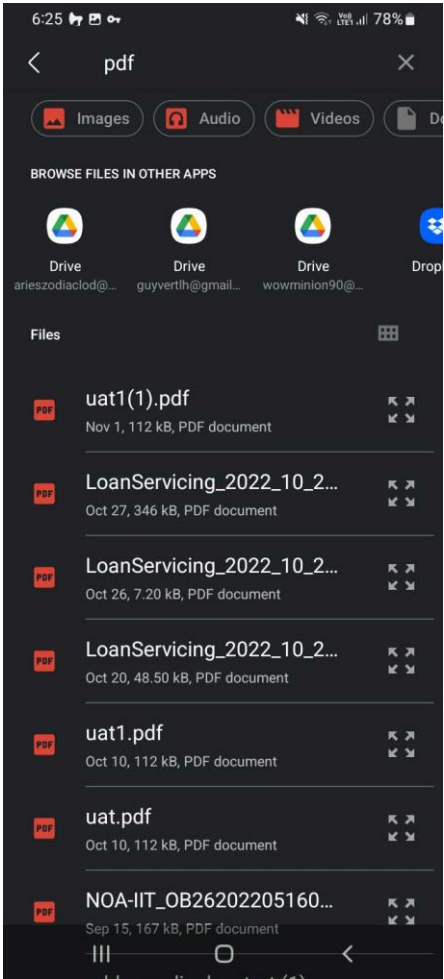 6:25
VoLTE1 78%
pdf
Images Audio Videos
BROWSE FILES IN OTHER APPS
Drive Drive Drive
arieszodiaclod@... guyvertlh@gmail... wowminion90@...
Files
PDF uat1(1).pdf
Nov 1, 112 kB, PDF document
PDF LoanServicing_2022_10_2...
Oct 27, 346 kB, PDF document
PDF LoanServicing_2022_10_2...
Oct 26, 7.20 kB, PDF document
PDF LoanServicing_2022_10_2...
Oct 20, 48.50 kB, PDF document
PDF uat1.pdf
Oct 10, 112 kB, PDF document
PDF uat.pdf
Oct 10, 112 kB, PDF document
PDF NOA-IIT_OB26202205160...
Sep 15, 167 kB, PDF document